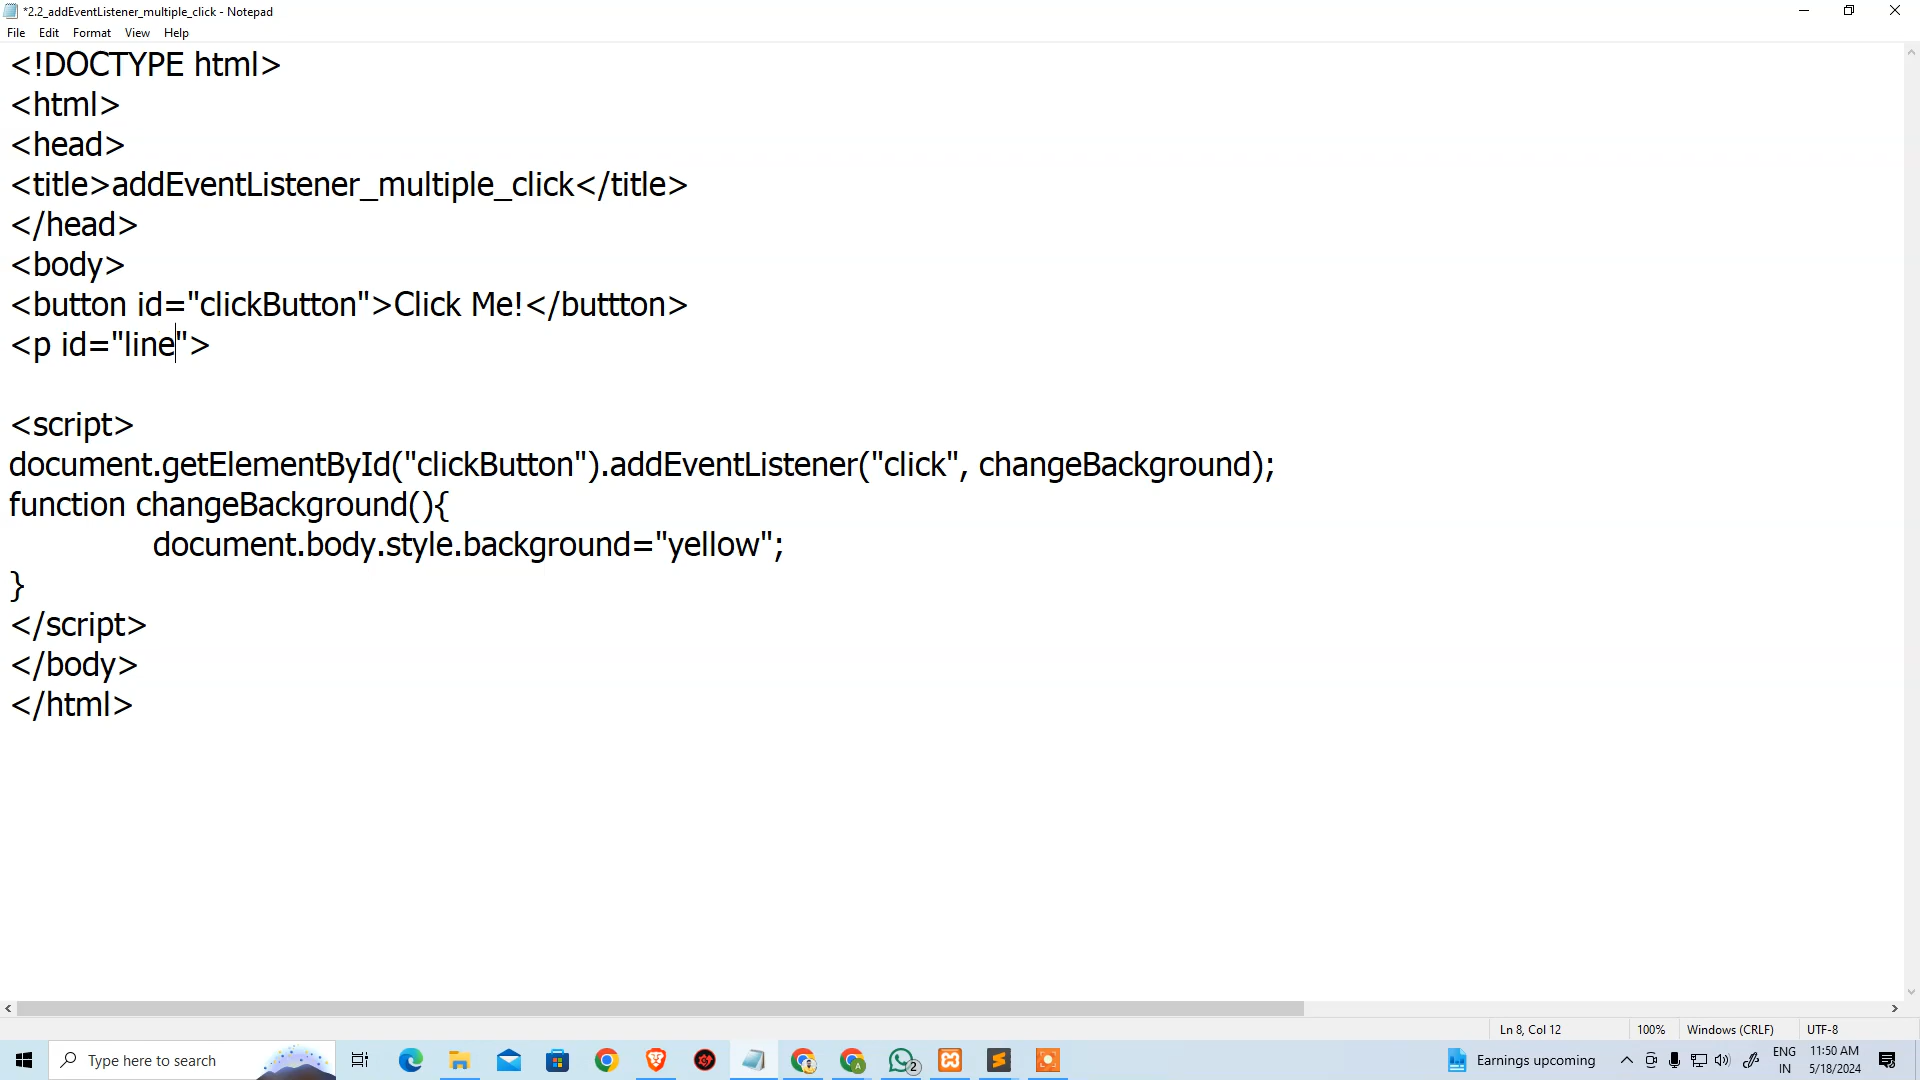 *2.2_addEventListener_multiple_click - Notepad
File Edit Format View Help
<!DOCTYPE html>
<html>
<head>
<title>addEventListener_multiple_click</title>
</head>
<body>
<button id="clickButton">Click Me!</buttton>
<p id="line">
<script>
document.getElementById("clickButton").addEventListener("click", changeBackground);
function changeBackground(){
document.body.style.background="yellow";
}
</script>
</body>
</html>
Ln 8, Col 12 100% Windows (CRLF) UTF-8
Type here to search
A
2
Earnings upcoming
ENG
IN
11:50 AM
5/18/2024